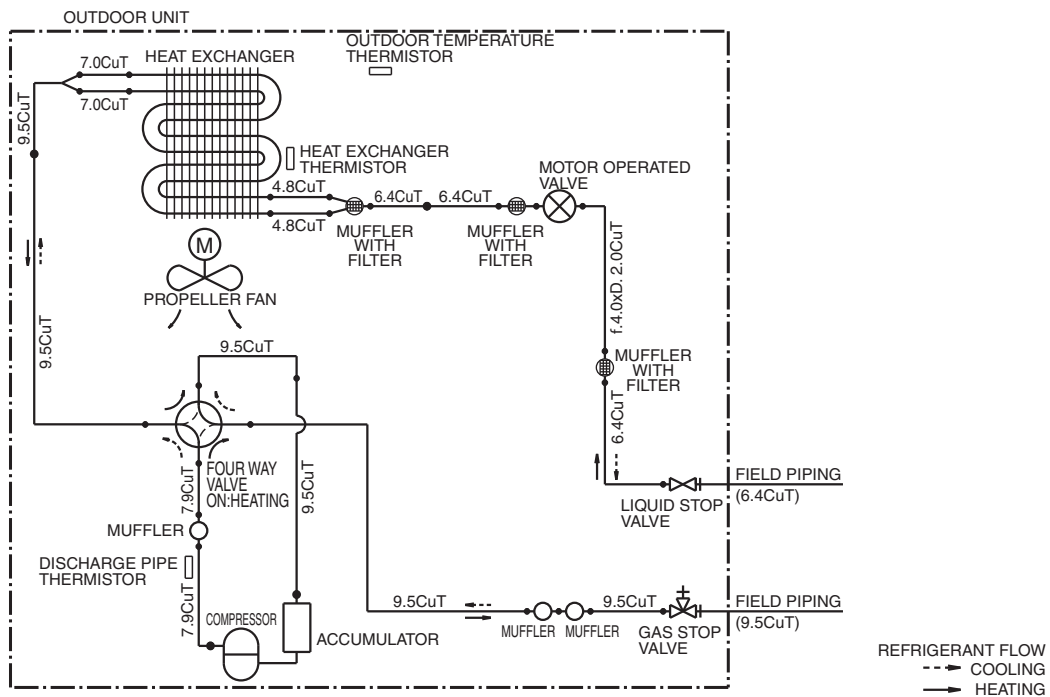 OUTDOOR UNIT
HEAT EXCHANGER
OUTDOOR TEMPERATURE
THERMISTOR
7.0CuT
7.0CuT
9.5CuT
HEAT EXCHANGER
THERMISTOR
MOTOR OPERATED
VALVE
4.8CuT
4.8CuT
6.4CuT
6.4CuT
MUFFLER
WITH
FILTER
MUFFLER
WITH
FILTER
M
PROPELLER FAN
f.4.0xD. 2.0CuT
9.5CuT
9.5CuT
MUFFLER
WITH
FILTER
6.4CuT
FOUR WAY
VALVE
ON:HEATING
7.9CuT
9.5CuT
LIQUID STOP
VALVE
FIELD PIPING
(6.4CuT)
MUFFLER
DISCHARGE PIPE
THERMISTOR
7.9CuT
COMPRESSOR
ACCUMULATOR
9.5CuT
MUFFLER
MUFFLER
9.5CuT
GAS STOP
VALVE
FIELD PIPING
(9.5CuT)
REFRIGERANT FLOW
COOLING
HEATING